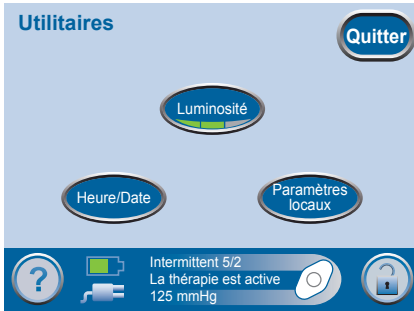 Utilitaires
Quitter
Luminosité
Heure/Date
Paramètres
locaux
?
Intermittent 5/2
La thérapie est active
125 mmHg